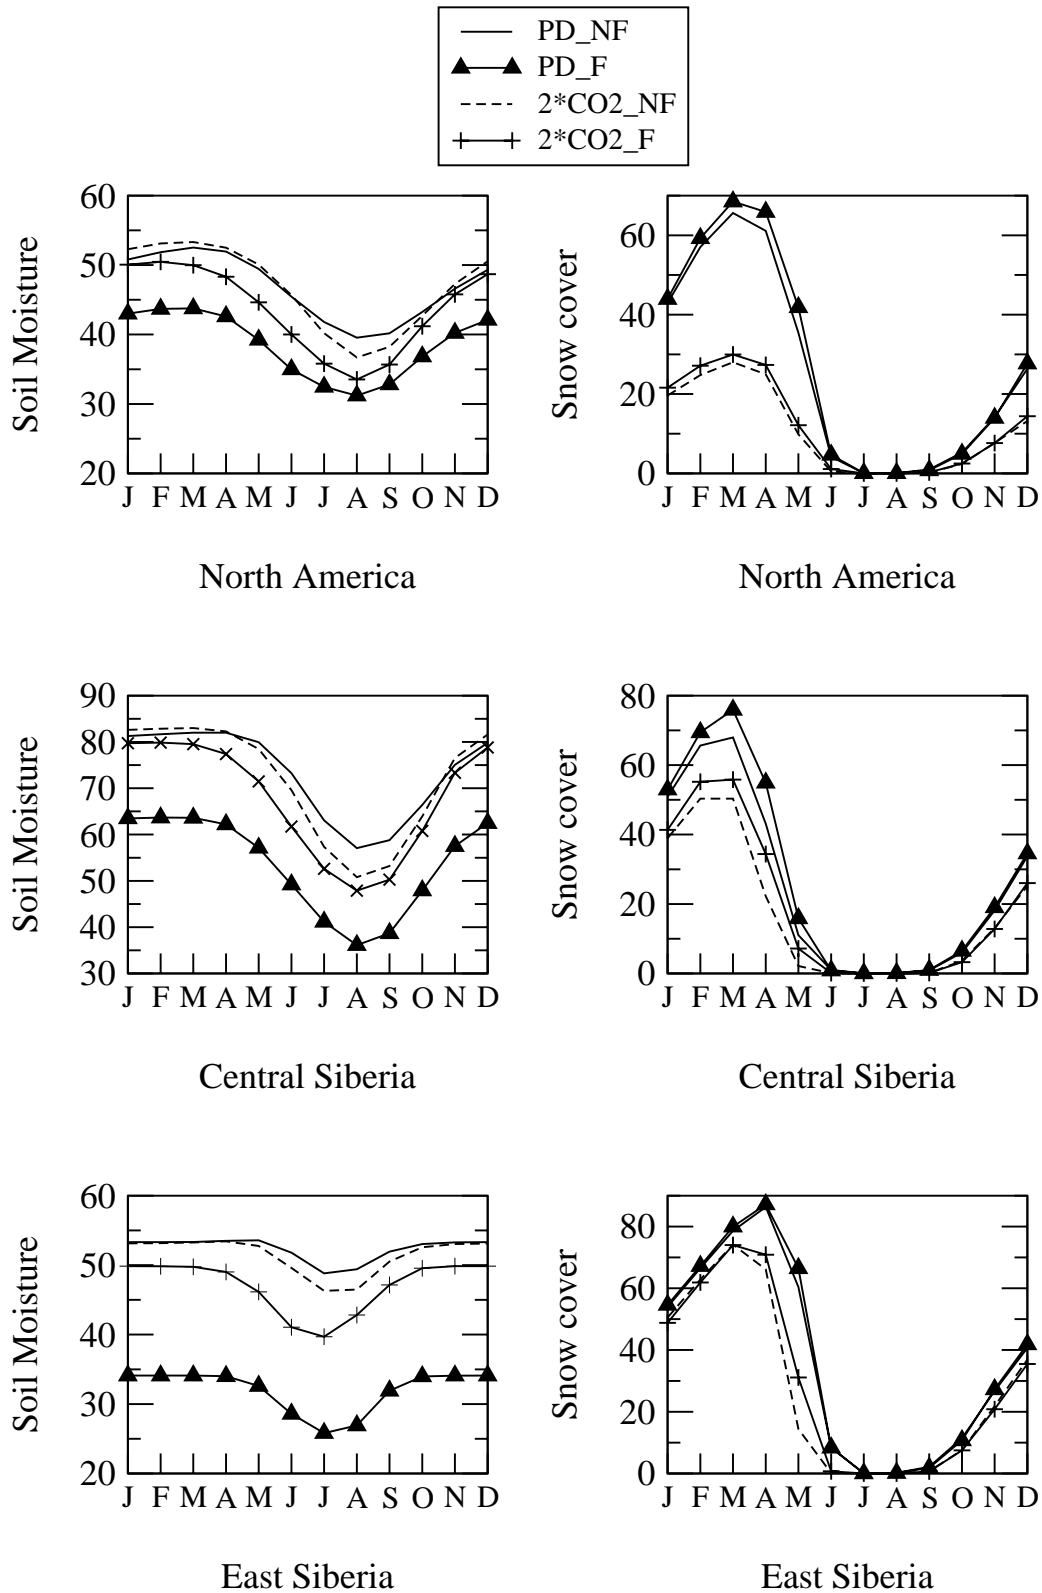 PD_NF
PD_F
2*CO2_NF
2*CO2_F
Soil Moisture
60
50
40
30
20
J F M A M J J A S O N D
North America
Snow cover
60
40
20
0
J F M A M J J A S O N D
North America
Soil Moisture
90
80
70
60
50
40
30
J F M A M J J A S O N D
Central Siberia
Snow cover
80
60
40
20
0
J F M A M J J A S O N D
Central Siberia
Soil Moisture
60
50
40
30
20
J F M A M J J A S O N D
East Siberia
Snow cover
80
60
40
20
0
J F M A M J J A S O N D
East Siberia